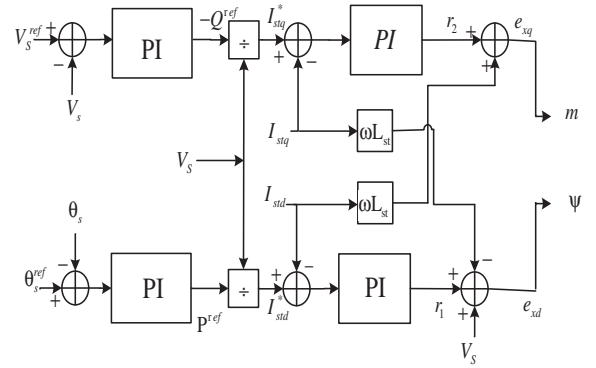 V_S^ref + − V_s PI −Q^ref ÷ I*_stq + − PI r_2 + + e_xq
m
I_stq ωL_st
V_S
I_std ωL_st
ψ
θ_s
θ_s^ref − + PI P^ref ÷ + − I*_std PI r_1 + − + e_xd
V_S